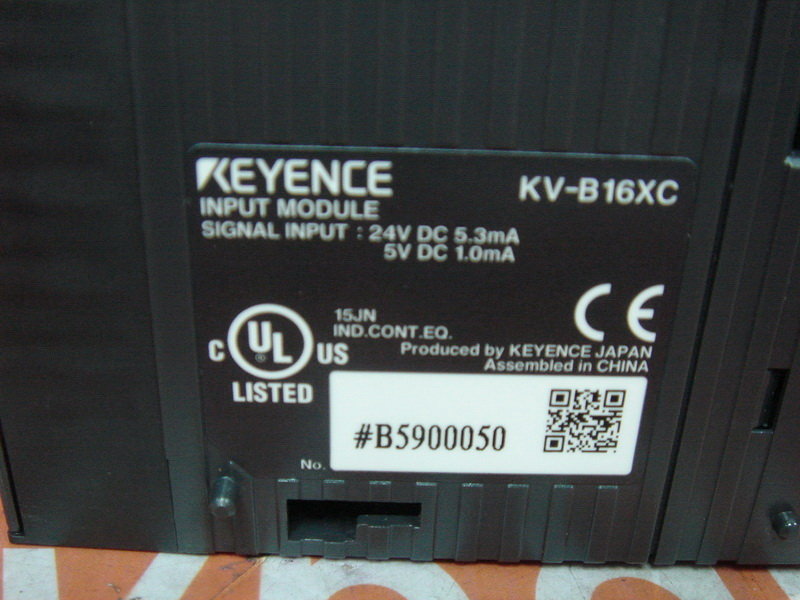 KEYENCE KV-B16XC
INPUT MODULE
SIGNAL INPUT : 24V DC 5.3mA
5V DC 1.0mA
C UL ® US
LISTED
15JN
IND.CONT.EQ.
CE
Produced by KEYENCE JAPAN
Assembled in CHINA
No. #B5900050